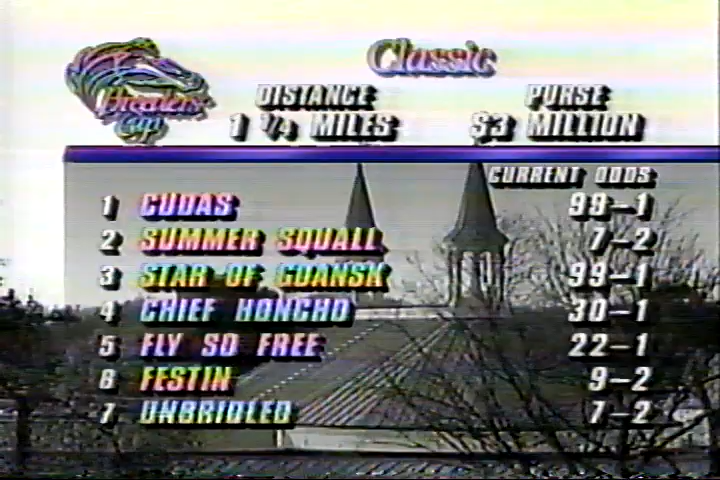 Classic
Breeders' Cup
DISTANCE PURSE
1 1/4 MILES $3 MILLION
CURRENT ODDS
1 CUDAS 99-1
2 SUMMER SQUALL 7-2
3 STAR OF GDANSK 99-1
4 CHIEF HONCHO 30-1
5 FLY SO FREE 22-1
6 FESTIN 9-2
7 UNBRIDLED 7-2